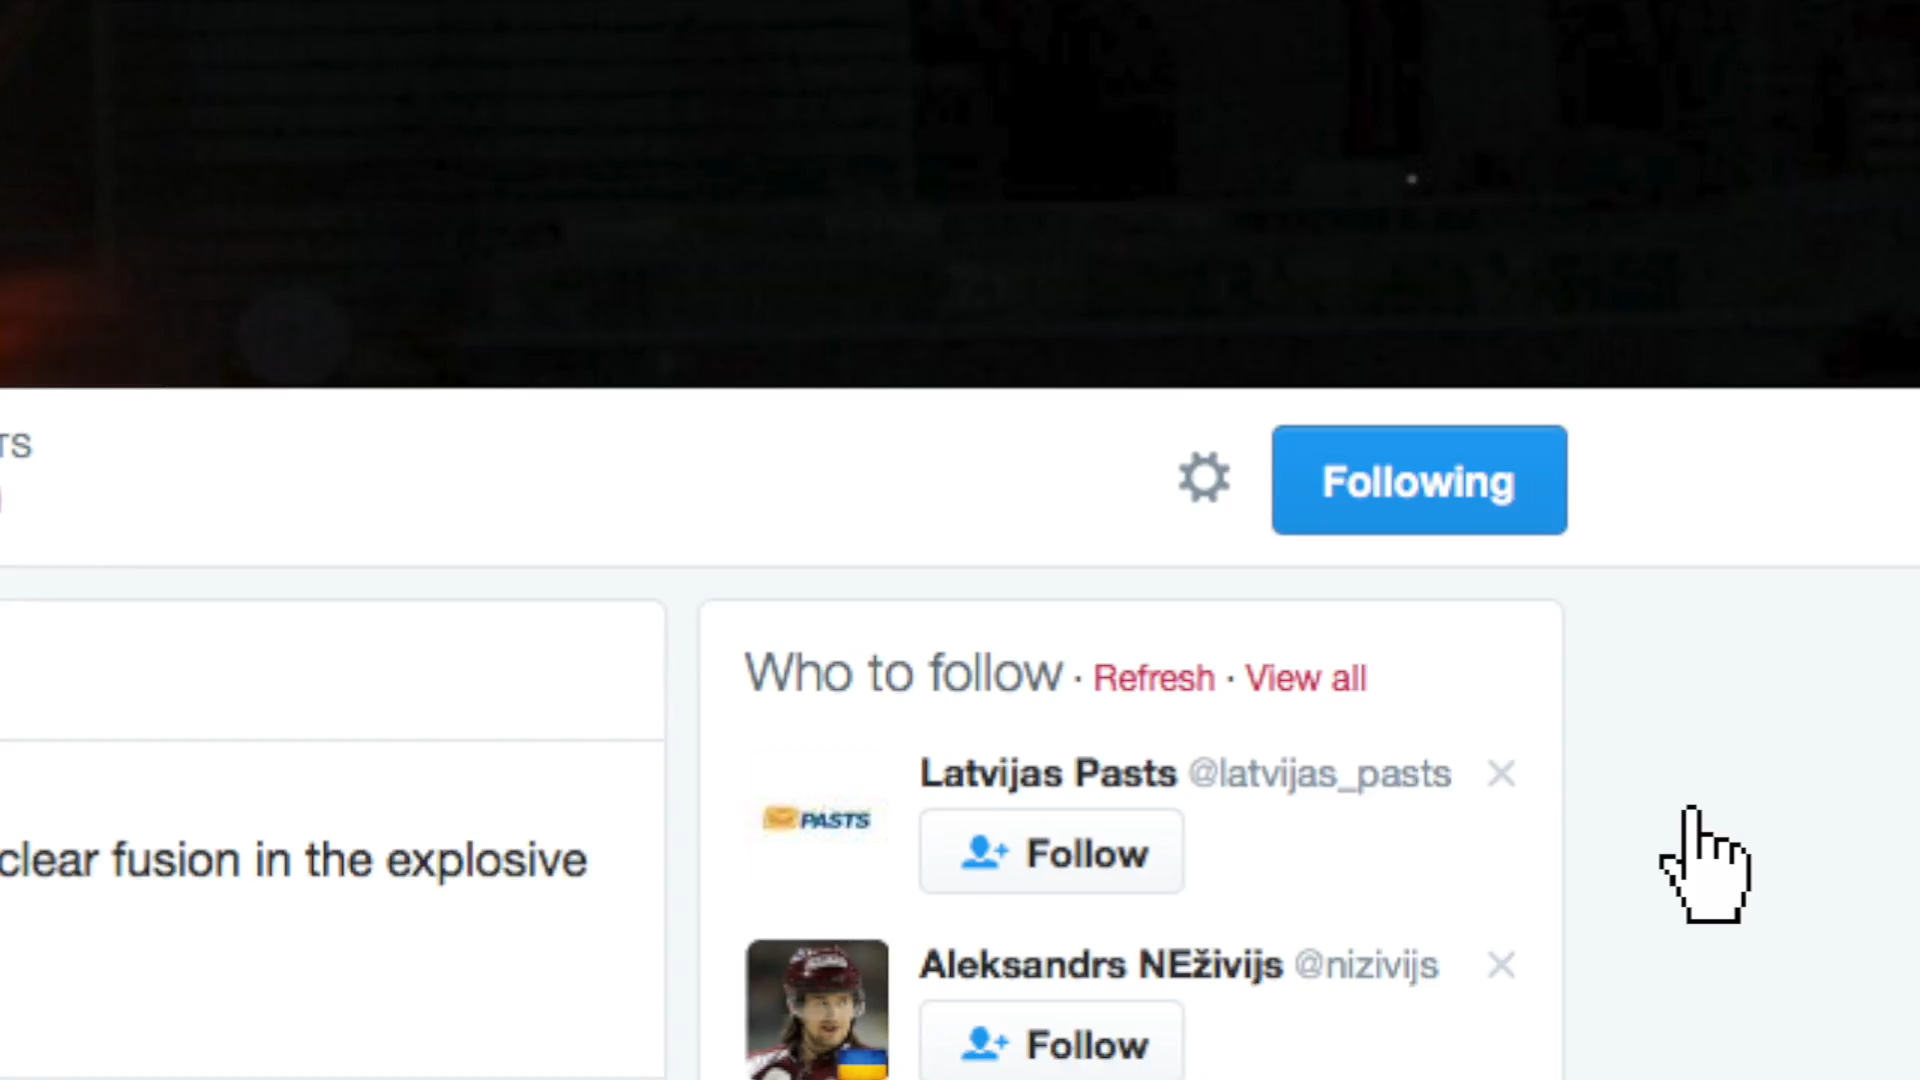 TS
Following
Who to follow · Refresh · View all
Latvijas Pasts @latvijas_pasts
PASTS
Follow
clear fusion in the explosive
Aleksandrs NEživijs @nizivijs
Follow